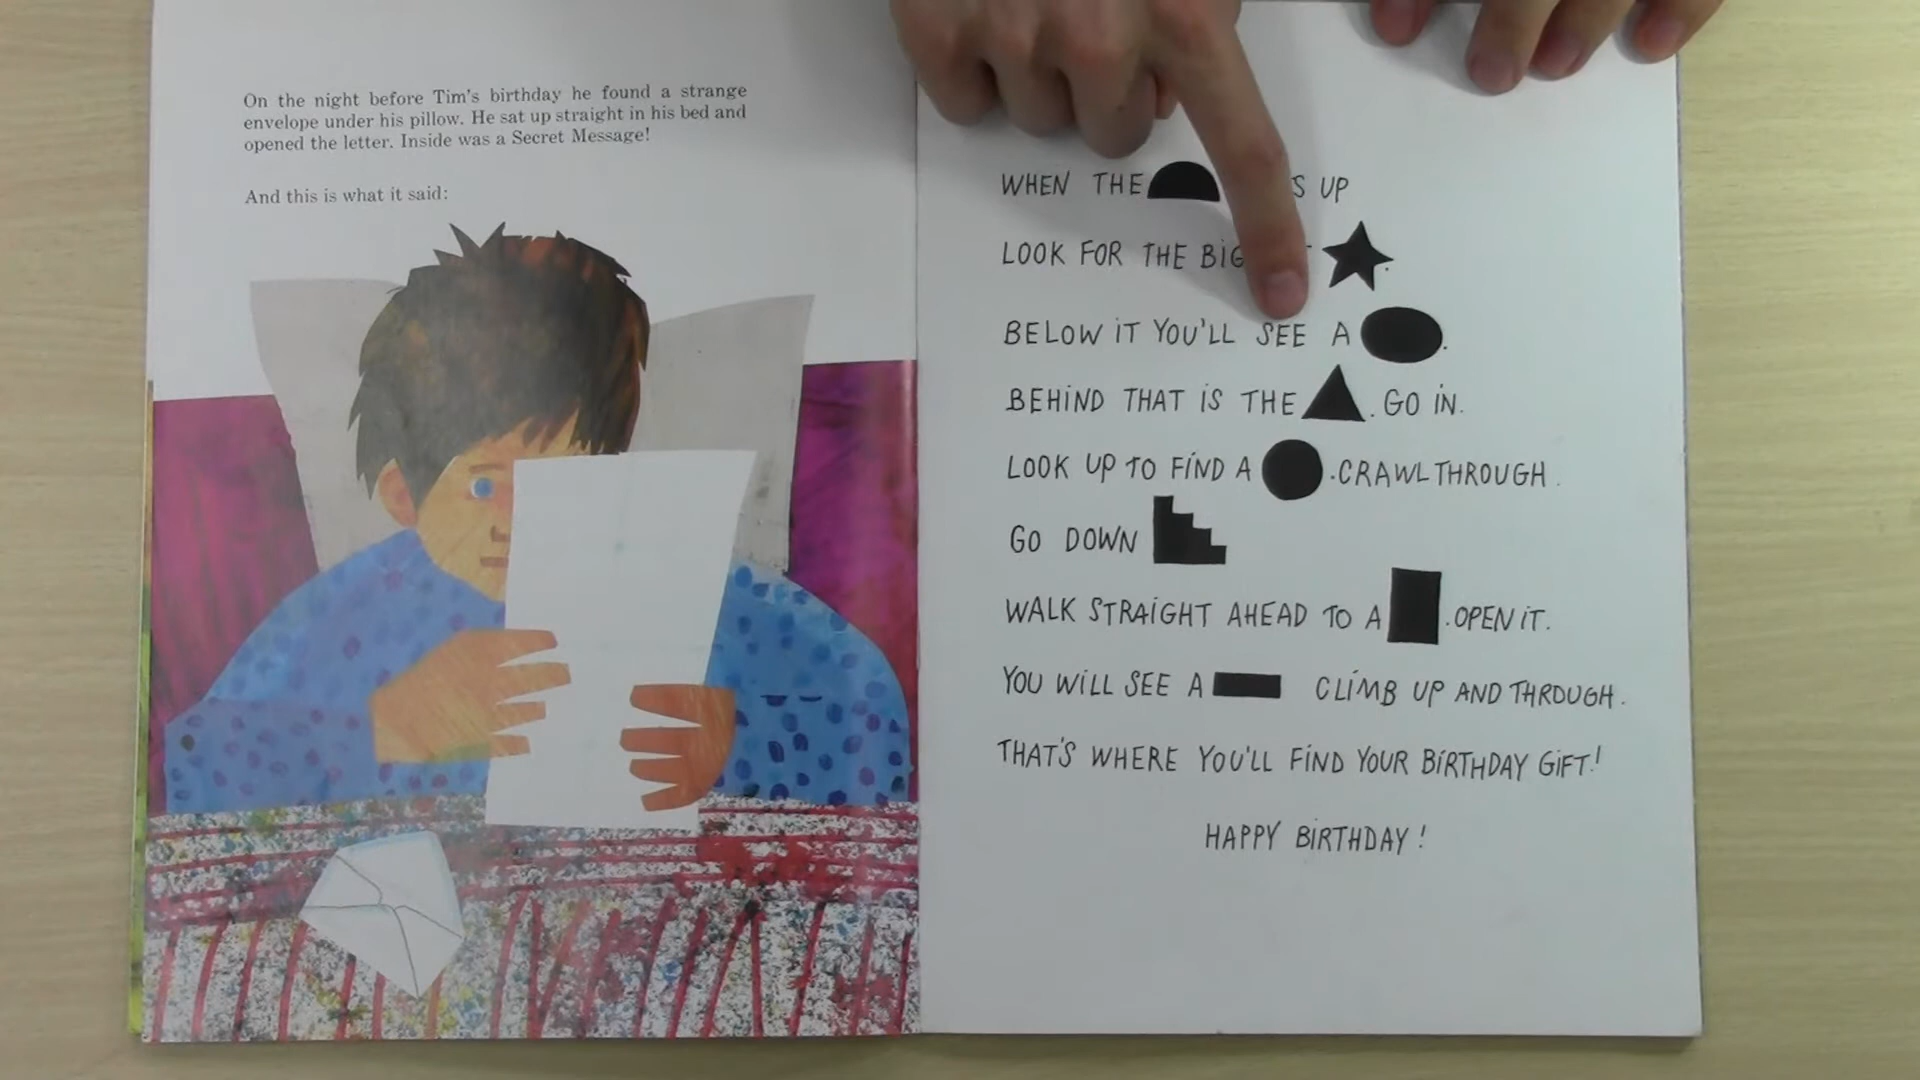 On the night before Tim's birthday he found a strange
envelope under his pillow. He sat up straight in his bed and
opened the letter. Inside was a Secret Message!
And this is what it said:
WHEN THE UP
LOOK FOR THE
BELOW IT YOU'LL SEE A .
BEHIND THAT IS THE . GO IN.
LOOK UP TO FIND A . CRAWL THROUGH.
GO DOWN
WALK STRAIGHT AHEAD TO A . OPEN IT.
YOU WILL SEE A CLIMB UP AND THROUGH.
THAT'S WHERE YOU'LL FIND YOUR BIRTHDAY GIFT!
HAPPY BIRTHDAY!